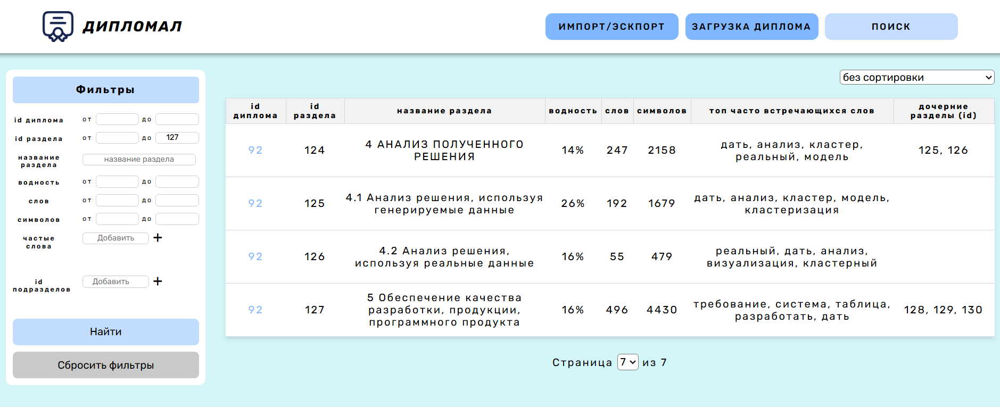 ДИПЛОМАЛ
ИМПОРТ/ЭСКПОРТ
ЗАГРУЗКА ДИПЛОМА
ПОИСК
Фильтры
id диплома от до
id раздела от до 127
название
раздела
название раздела
водность от до
слов от до
символов от до
частые
слова
Добавить +
id
подразделов
Добавить +
Найти
Сбросить фильтры
без сортировки
id
диплома
id
раздела
название раздела
водность
слов
символов
топ часто встречающихся слов
дочерние
разделы (id)
92
124
4 АНАЛИЗ ПОЛУЧЕННОГО
РЕШЕНИЯ
14%
247
2158
дать, анализ, кластер,
реальный, модель
125, 126
92
125
4.1 Анализ решения, используя
генерируемые данные
26%
192
1679
дать, анализ, кластер, модель,
кластеризация
92
126
4.2 Анализ решения,
используя реальные данные
16%
55
479
реальный, дать, анализ,
визуализация, кластерный
92
127
5 Обеспечение качества
разработки, продукции,
программного продукта
16%
496
4430
требование, система, таблица,
разработать, дать
128, 129, 130
Страница 7 из 7